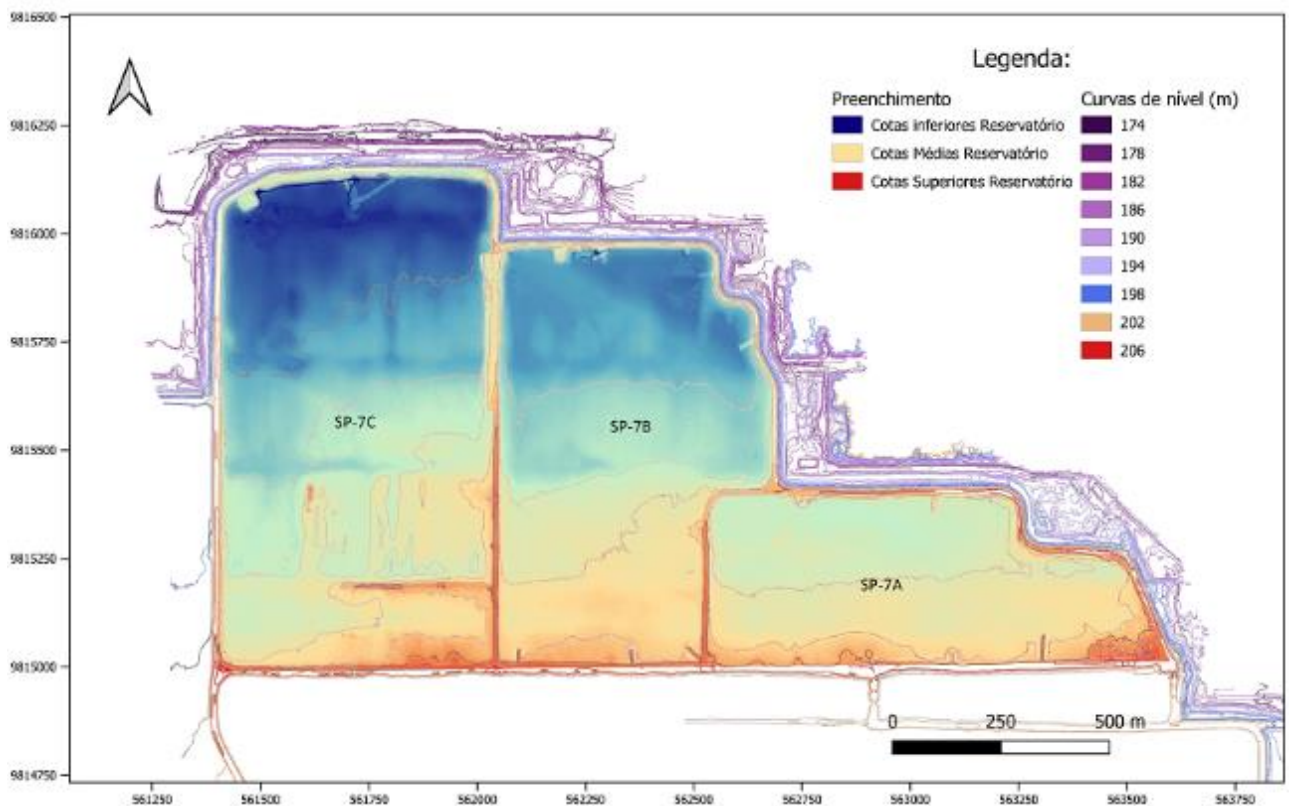 9816500
9816250
9816000
9815750
9815500
9815250
9815000
9814750
Legenda:
Preenchimento
Cotas inferiores Reservatório
Cotas Médias Reservatório
Cotas Superiores Reservatório
Curvas de nível (m)
174
178
182
186
190
194
198
202
206
SP-7C
SP-7B
SP-7A
0 250 500 m
561250 561500 561750 562000 562250 562500 562750 563000 563250 563500 563750